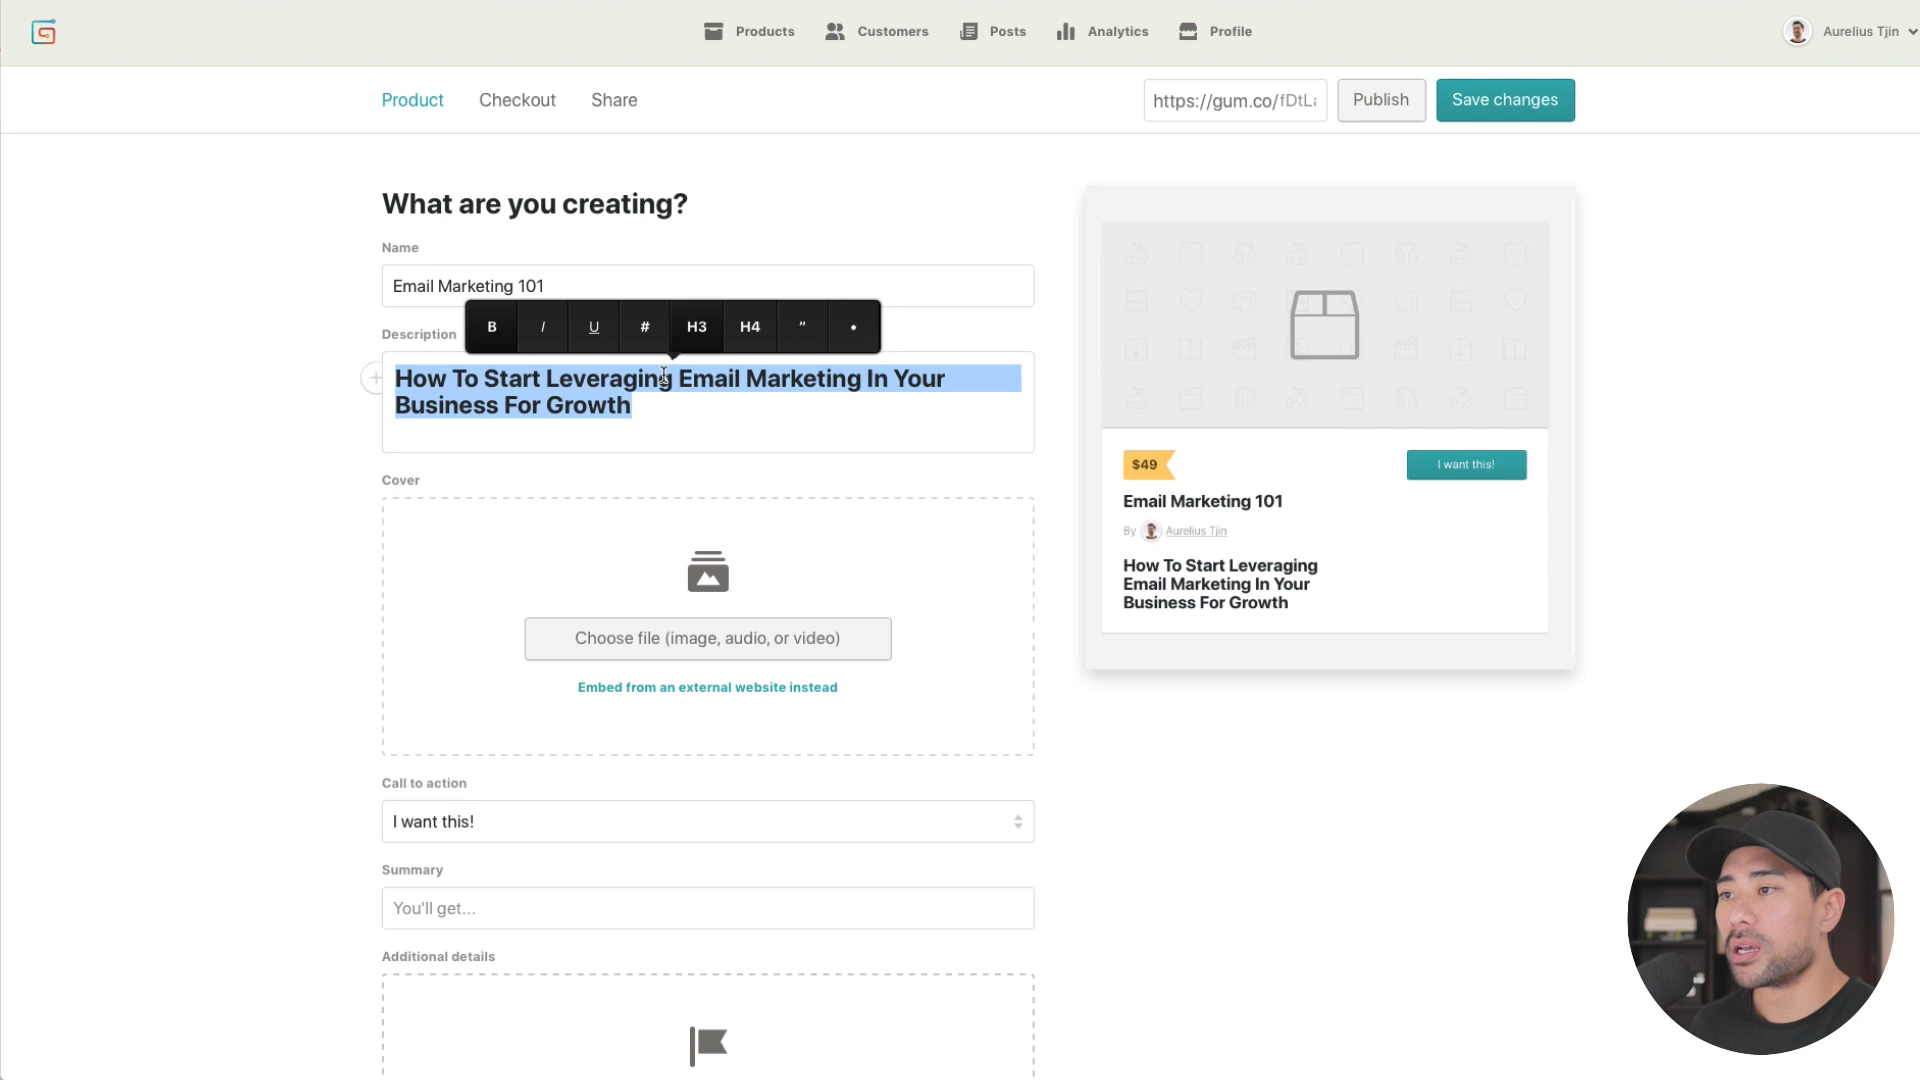 Products
Customers
Posts
Analytics
Profile
Aurelius Tjin
Product
Checkout
Share
https://gum.co/fDtL
Publish
Save changes
What are you creating?
Name
Email Marketing 101
B
I
U
#
H3
H4
"
•
Description
How To Start Leveraging Email Marketing In Your
Business For Growth
Cover
Choose file (image, audio, or video)
Embed from an external website instead
Call to action
I want this!
Summary
You'll get...
Additional details
$49
I want this!
Email Marketing 101
By Aurelius Tjin
How To Start Leveraging
Email Marketing In Your
Business For Growth